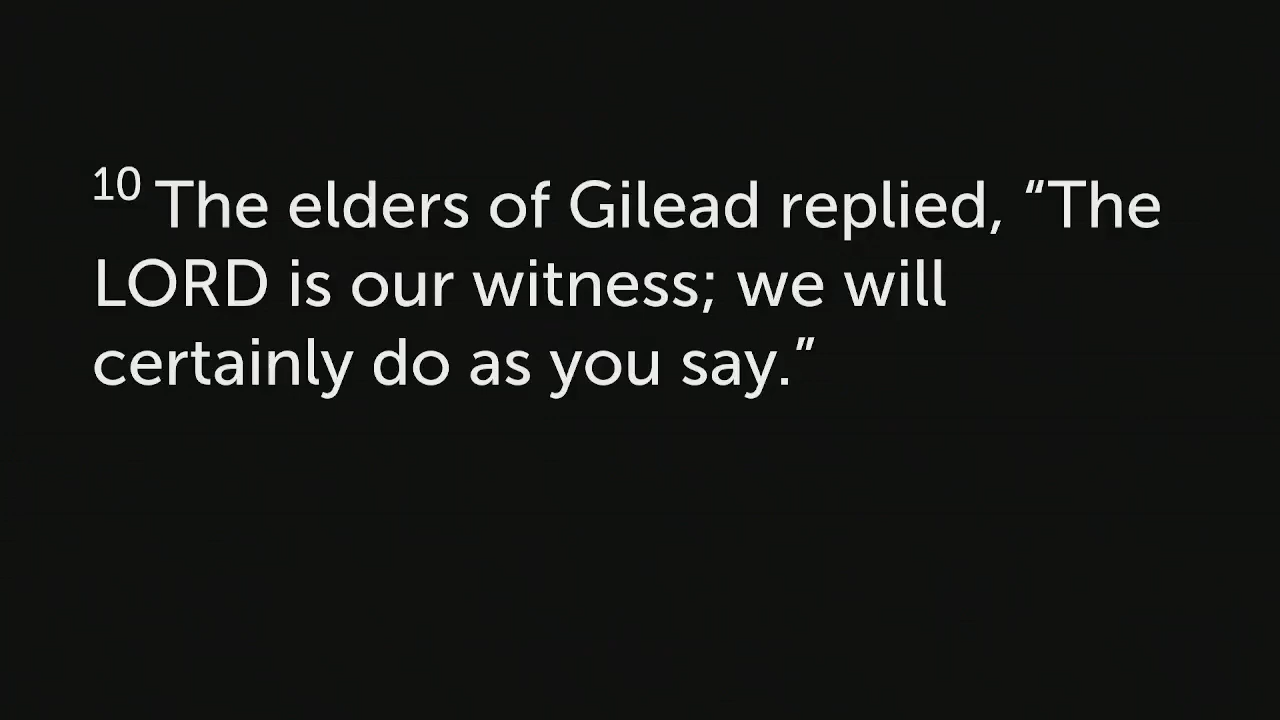 10 The elders of Gilead replied, “The
LORD is our witness; we will
certainly do as you say.”